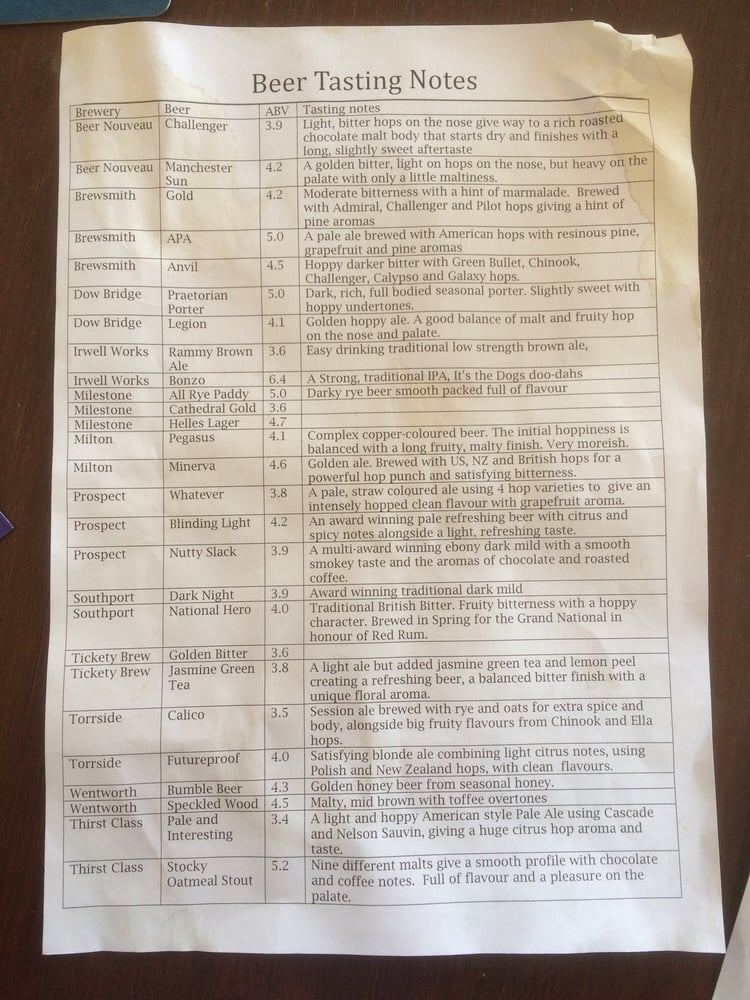 Beer Tasting Notes
Brewery Beer ABV Tasting notes
Beer Nouveau Challenger 3.9 Light, bitter hops on the nose give way to a rich roasted
chocolate malt body that starts dry and finishes with a
long, slightly sweet aftertaste
Beer Nouveau Manchester 4.2 A golden bitter, light on hops on the nose, but heavy on the
Sun palate with only a little maltiness.
Brewsmith Gold 4.2 Moderate bitterness with a hint of marmalade. Brewed
with Admiral, Challenger and Pilot hops giving a hint of
pine aromas
Brewsmith APA 5.0 A pale ale brewed with American hops with resinous pine,
grapefruit and pine aromas
Brewsmith Anvil 4.5 Hoppy darker bitter with Green Bullet, Chinook,
Challenger, Calypso and Galaxy hops.
Dow Bridge Praetorian 5.0 Dark, rich, full bodied seasonal porter. Slightly sweet with
Porter hoppy undertones.
Dow Bridge Legion 4.1 Golden hoppy ale. A good balance of malt and fruity hop
on the nose and palate.
Irwell Works Rammy Brown 3.6 Easy drinking traditional low strength brown ale,
Ale
Irwell Works Bonzo 6.4 A Strong, traditional IPA, It's the Dogs doo-dahs
Milestone All Rye Paddy 5.0 Darky rye beer smooth packed full of flavour
Milestone Cathedral Gold 3.6
Milestone Helles Lager 4.7
Milton Pegasus 4.1 Complex copper-coloured beer. The initial hoppiness is
balanced with a long fruity, malty finish. Very moreish.
Milton Minerva 4.6 Golden ale. Brewed with US, NZ and British hops for a
powerful hop punch and satisfying bitterness.
Prospect Whatever 3.8 A pale, straw coloured ale using 4 hop varieties to give an
intensely hopped clean flavour with grapefruit aroma.
Prospect Blinding Light 4.2 An award winning pale refreshing beer with citrus and
spicy notes alongside a light, refreshing taste.
Prospect Nutty Slack 3.9 A multi-award winning ebony dark mild with a smooth
smokey taste and the aromas of chocolate and roasted
coffee.
Southport Dark Night 3.9 Award winning traditional dark mild
Southport National Hero 4.0 Traditional British Bitter. Fruity bitterness with a hoppy
character. Brewed in Spring for the Grand National in
honour of Red Rum.
Tickety Brew Golden Bitter 3.6
Tickety Brew Jasmine Green 3.8 A light ale but added jasmine green tea and lemon peel
Tea creating a refreshing beer, a balanced bitter finish with a
unique floral aroma.
Torrside Calico 3.5 Session ale brewed with rye and oats for extra spice and
body, alongside big fruity flavours from Chinook and Ella
hops.
Torrside Futureproof 4.0 Satisfying blonde ale combining light citrus notes, using
Polish and New Zealand hops, with clean flavours.
Wentworth Bumble Beer 4.3 Golden honey beer from seasonal honey.
Wentworth Speckled Wood 4.5 Malty, mid brown with toffee overtones
Thirst Class Pale and 3.4 A light and hoppy American style Pale Ale using Cascade
Interesting and Nelson Sauvin, giving a huge citrus hop aroma and
taste.
Thirst Class Stocky 5.2 Nine different malts give a smooth profile with chocolate
Oatmeal Stout and coffee notes. Full of flavour and a pleasure on the
palate.